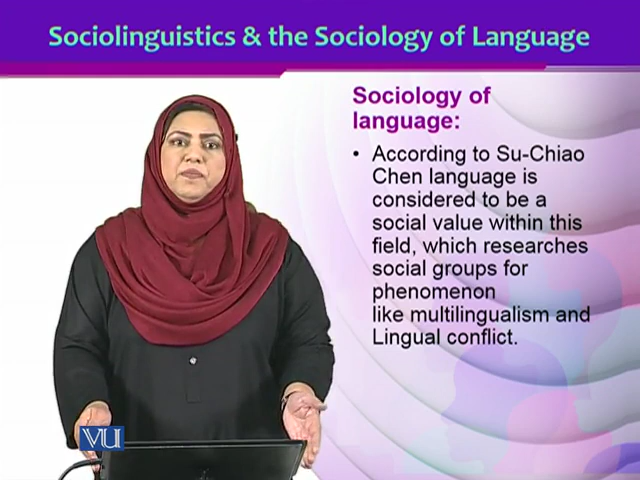 Sociolinguistics & the Sociology of Language
Sociology of
language:
• According to Su-Chiao
Chen language is
considered to be a
social value within this
field, which researches
social groups for
phenomenon
like multilingualism and
Lingual conflict.
VU